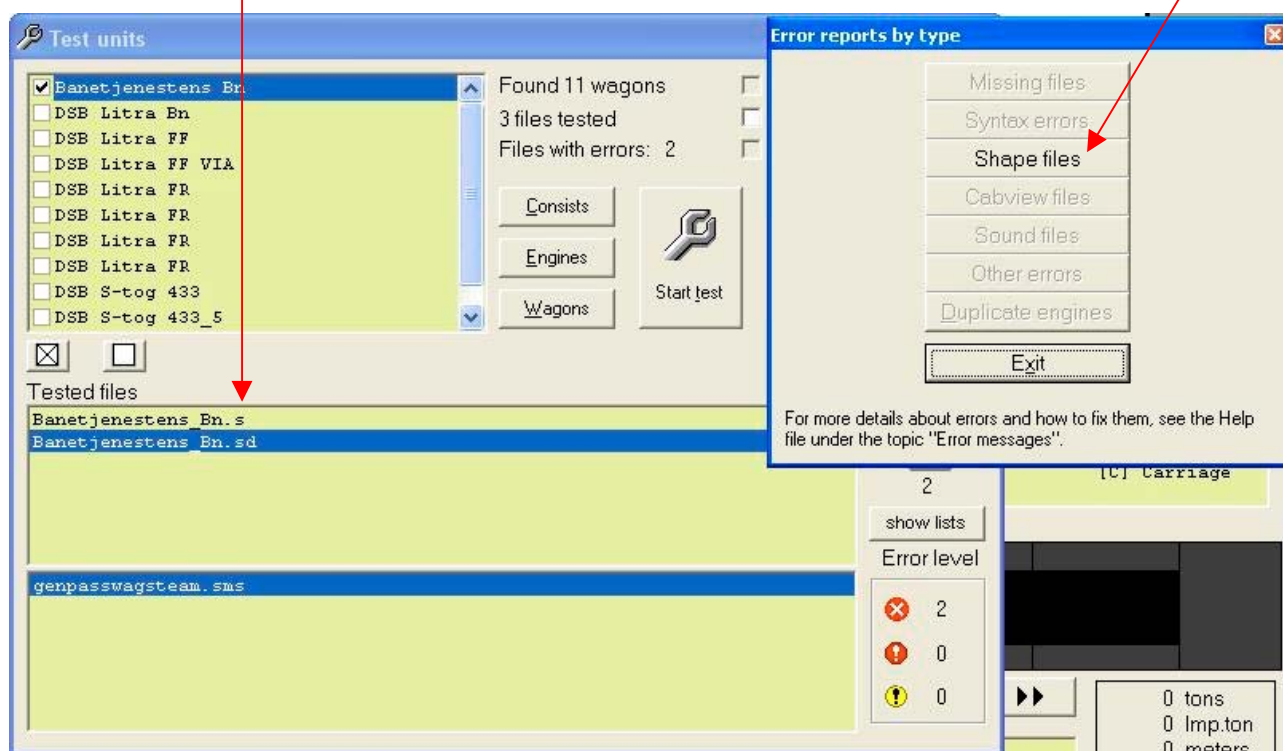 Test units
Banetjenestens Bn
DSB Litra Bn
DSB Litra FF
DSB Litra FF VIA
DSB Litra FR
DSB Litra FR
DSB Litra FR
DSB Litra FR
DSB S-tog 433
DSB S-tog 433_5
Found 11 wagons
3 files tested
Files with errors: 2
Consists
Engines
Wagons
Start test
Tested files
Banetjenestens_Bn.s
Banetjenestens_Bn.sd
genpasswagsteam.sms
2
show lists
Error level
2
0
0
Error reports by type
Missing files
Syntax errors
Shape files
Cabview files
Sound files
Other errors
Duplicate engines
Exit
For more details about errors and how to fix them, see the Help
file under the topic "Error messages".
[C] Carriage
0 tons
0 Imp.ton
0 meters